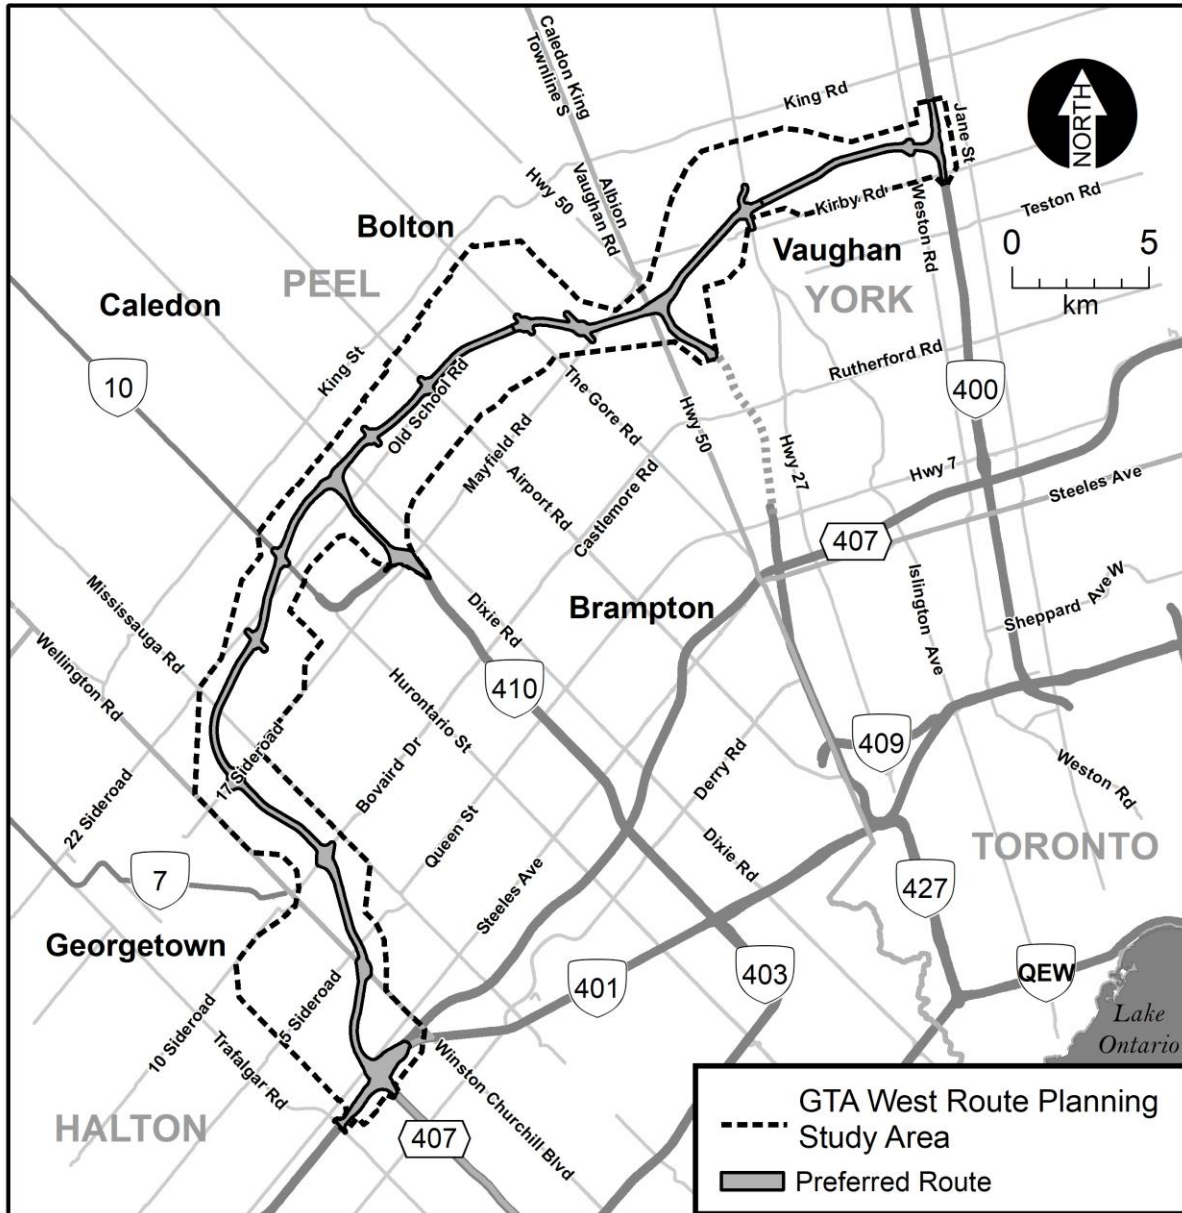 Caledon King
Townline S
King Rd
Jane St
NORTH
Hwy 50
Albion
Vaughan Rd
Kirby Rd
Weston Rd
Teston Rd
Bolton
PEEL
Vaughan
YORK
0 5
km
Caledon
King St
Old School Rd
Rutherford Rd
10
400
The Gore Rd
Hwy 50
Mayfield Rd
Airport Rd
Castlemore Rd
Hwy 27
Hwy 7
Steeles Ave
407
Mississauga Rd
Wellington Rd
Dixie Rd
Brampton
Islington Ave
Sheppard Ave W
410
Hurontario St
17 Sideroad
Bovaird Dr
409
Derry Rd
Weston Rd
22 Sideroad
Queen St
Dixie Rd
TORONTO
7
Steeles Ave
427
Georgetown
401
403
QEW
5 Sideroad
10 Sideroad
Trafalgar Rd
Winston Churchill Blvd
Lake
Ontario
HALTON
407
GTA West Route Planning
Study Area
Preferred Route